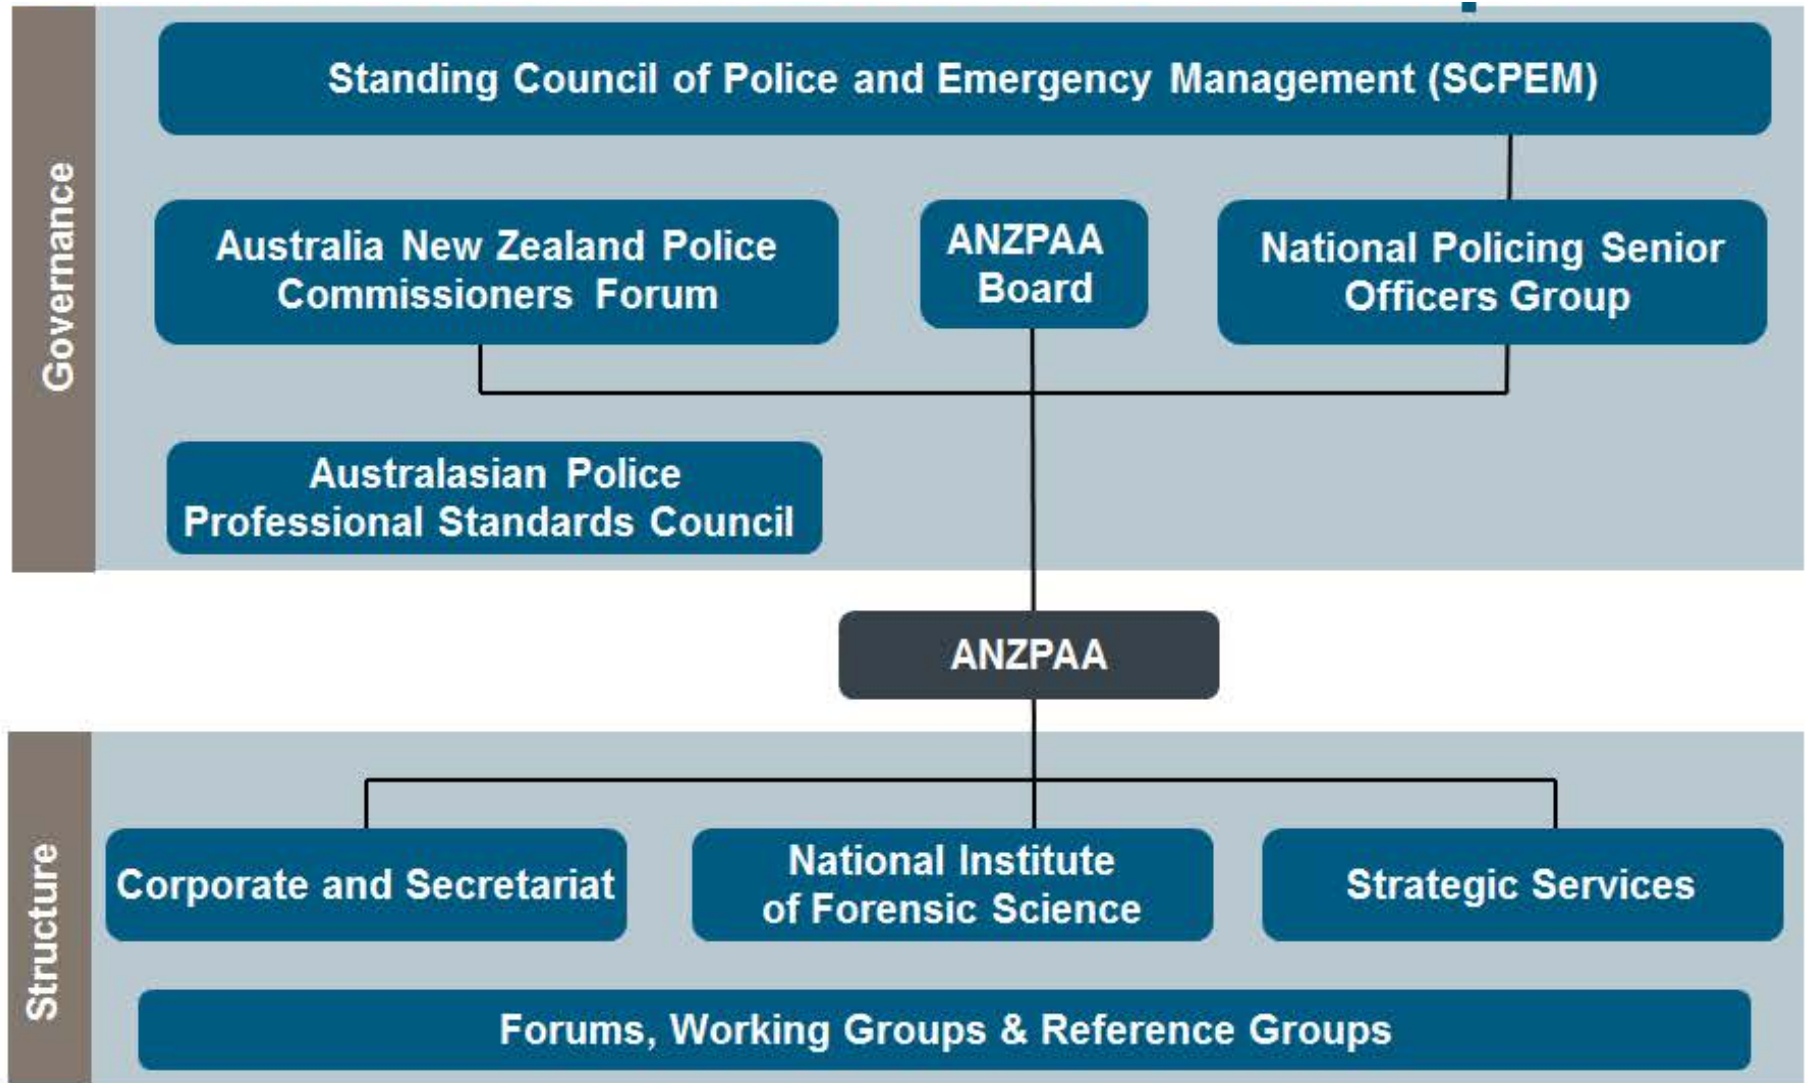 Governance
Standing Council of Police and Emergency Management (SCPEM)
Australia New Zealand Police
Commissioners Forum
ANZPAA
Board
National Policing Senior
Officers Group
Australasian Police
Professional Standards Council
ANZPAA
Structure
Corporate and Secretariat
National Institute
of Forensic Science
Strategic Services
Forums, Working Groups & Reference Groups